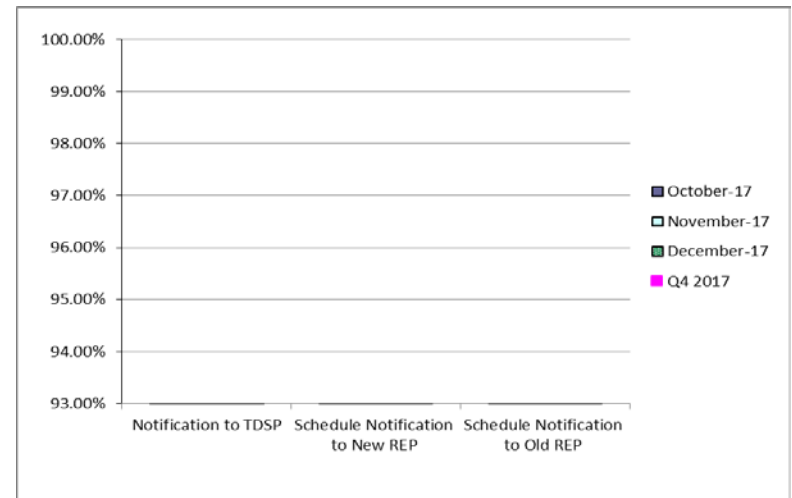 100.00%
99.00%
98.00%
97.00%
96.00%
95.00%
94.00%
93.00%
Notification to TDSP
Schedule Notification
to New REP
Schedule Notification
to Old REP
October-17
November-17
December-17
Q4 2017